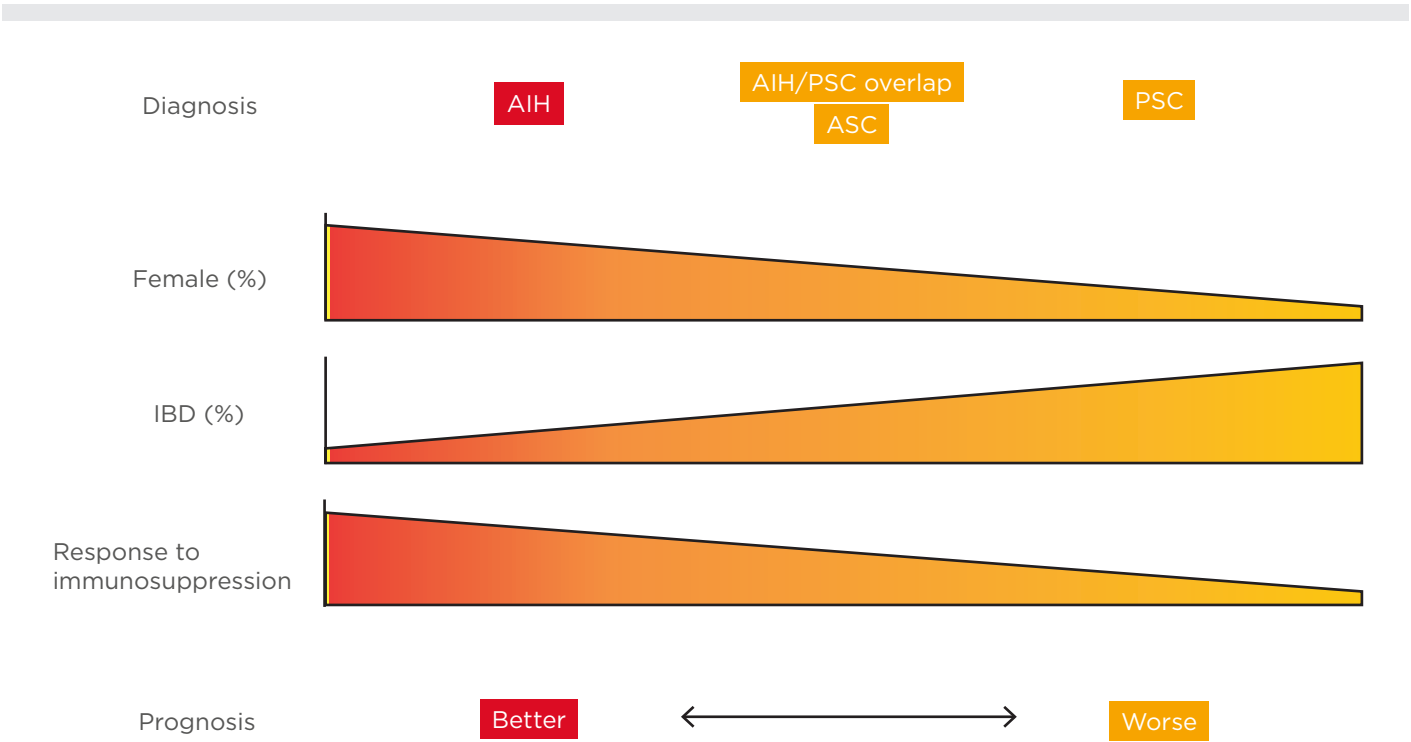 Diagnosis
AIH
AIH/PSC overlap
ASC
PSC
Female (%)
IBD (%)
Response to
immunosuppression
Prognosis
Better
Worse